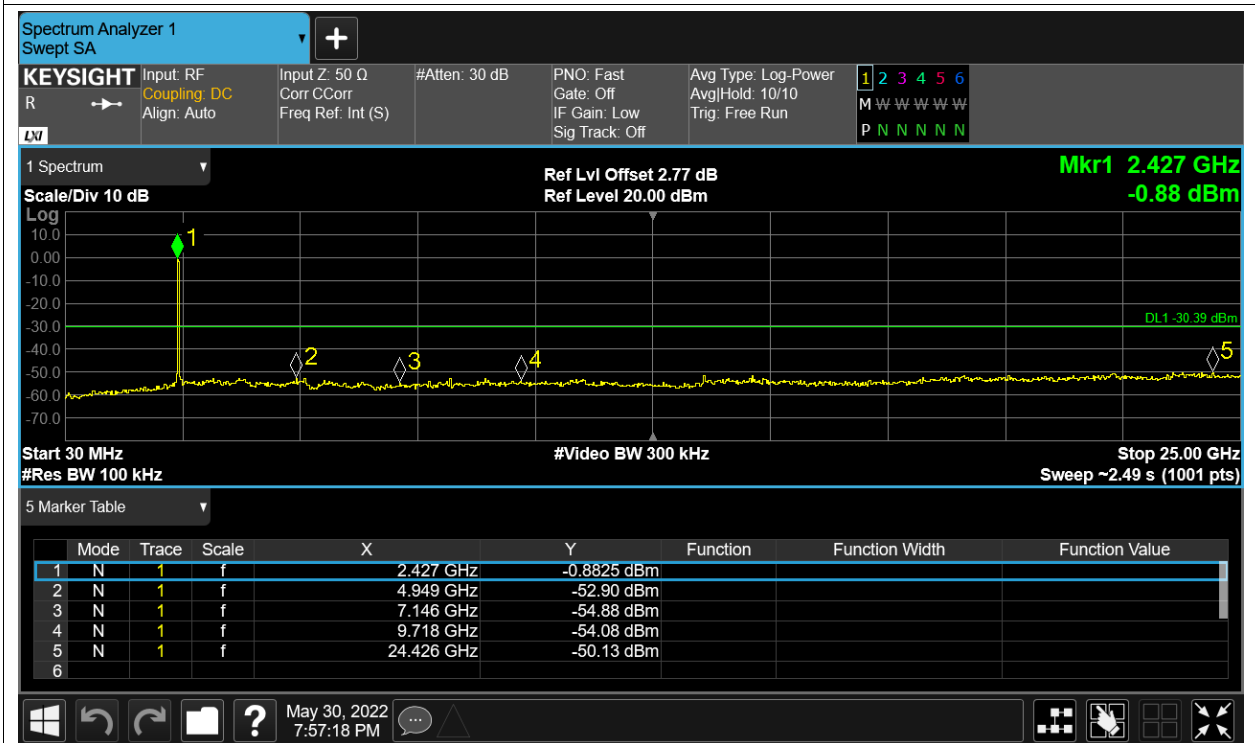 Spectrum Analyzer 1
Swept SA
KEYSIGHT Input: RF Input Z: 50 Ω #Atten: 30 dB PNO: Fast Avg Type: Log-Power 1 2 3 4 5 6
R Coupling: DC Corr CCorr Gate: Off Avg|Hold: 10/10 M W W W W W
Align: Auto Freq Ref: Int (S) IF Gain: Low Trig: Free Run
LXI Sig Track: Off P N N N N N
1 Spectrum Ref Lvl Offset 2.77 dB Mkr1 2.427 GHz
Scale/Div 10 dB Ref Level 20.00 dBm -0.88 dBm
Log
10.0 1
0.00
-10.0
-20.0
-30.0 DL1 -30.39 dBm
-40.0 2 3 4 5
-50.0
-60.0
-70.0
Start 30 MHz #Video BW 300 kHz Stop 25.00 GHz
#Res BW 100 kHz Sweep ~2.49 s (1001 pts)
5 Marker Table
Mode Trace Scale X Y Function Function Width Function Value
1 N 1 f 2.427 GHz -0.8825 dBm
2 N 1 f 4.949 GHz -52.90 dBm
3 N 1 f 7.146 GHz -54.88 dBm
4 N 1 f 9.718 GHz -54.08 dBm
5 N 1 f 24.426 GHz -50.13 dBm
6
? May 30, 2022
7:57:18 PM